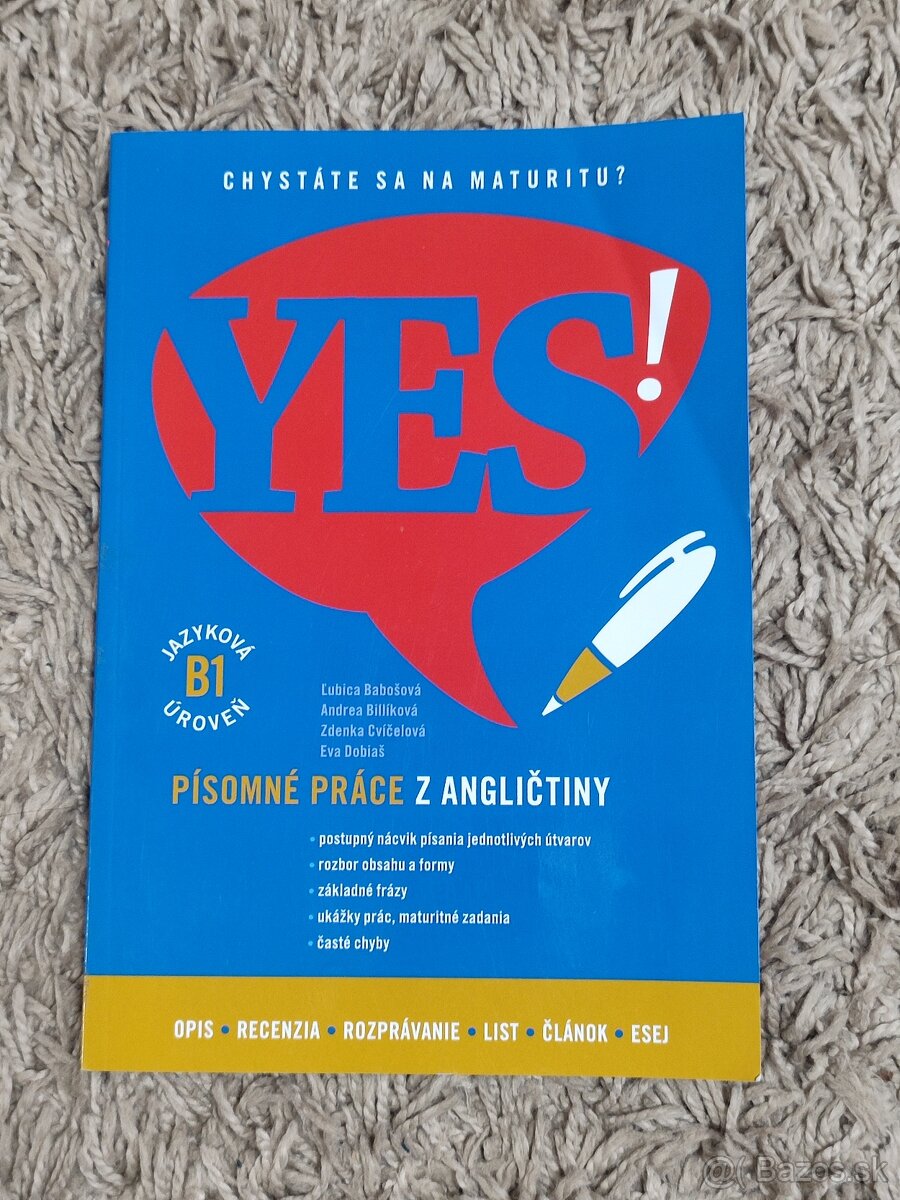 CHYSTÁTE SA NA MATURITU?
YES!
JAZYKOVÁ
B1
ÚROVEŇ
Ľubica Babošová
Andrea Billíková
Zdenka Cvíčelová
Eva Dobiaš
PÍSOMNÉ PRÁCE Z ANGLIČTINY
• postupný nácvik písania jednotlivých útvarov
• rozbor obsahu a formy
• základné frázy
• ukážky prác, maturitné zadania
• časté chyby
OPIS • RECENZIA • ROZPRÁVANIE • LIST • ČLÁNOK • ESEJ
Bazos.sk